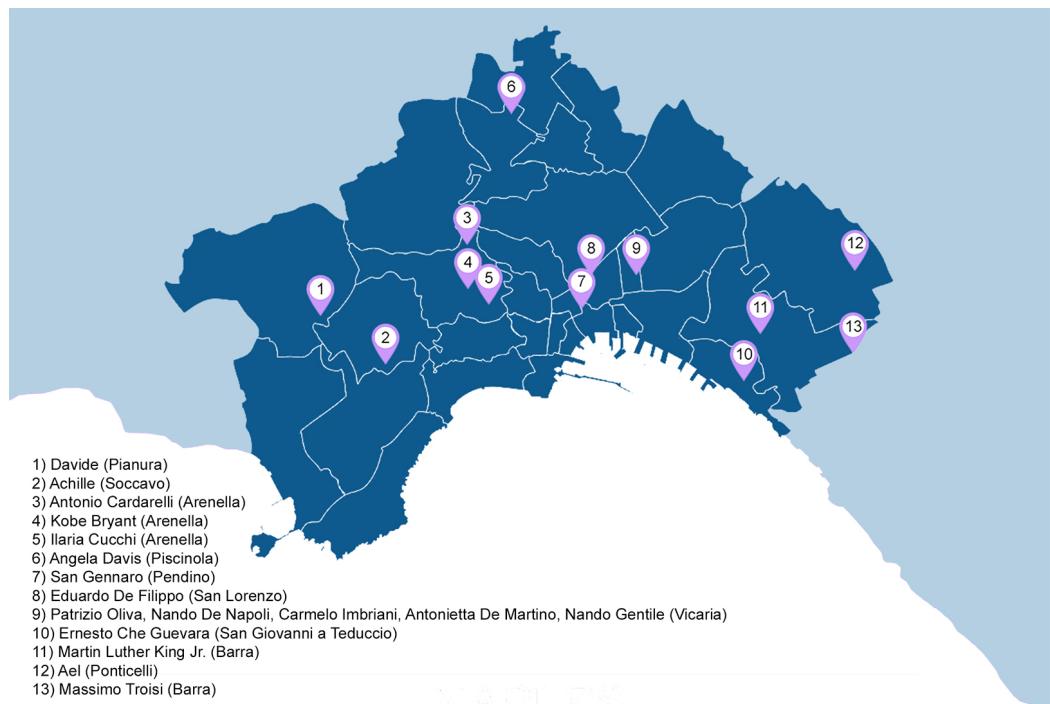 6
3
8
9
12
4
5
7
1
11
13
2
10
1) Davide (Pianura)
2) Achille (Soccavo)
3) Antonio Cardarelli (Arenella)
4) Kobe Bryant (Arenella)
5) Ilaria Cucchi (Arenella)
6) Angela Davis (Piscinola)
7) San Gennaro (Pendino)
8) Eduardo De Filippo (San Lorenzo)
9) Patrizio Oliva, Nando De Napoli, Carmelo Imbriani, Antonietta De Martino, Nando Gentile (Vicaria)
10) Ernesto Che Guevara (San Giovanni a Teduccio)
11) Martin Luther King Jr. (Barra)
12) Ael (Ponticelli)
13) Massimo Troisi (Barra)